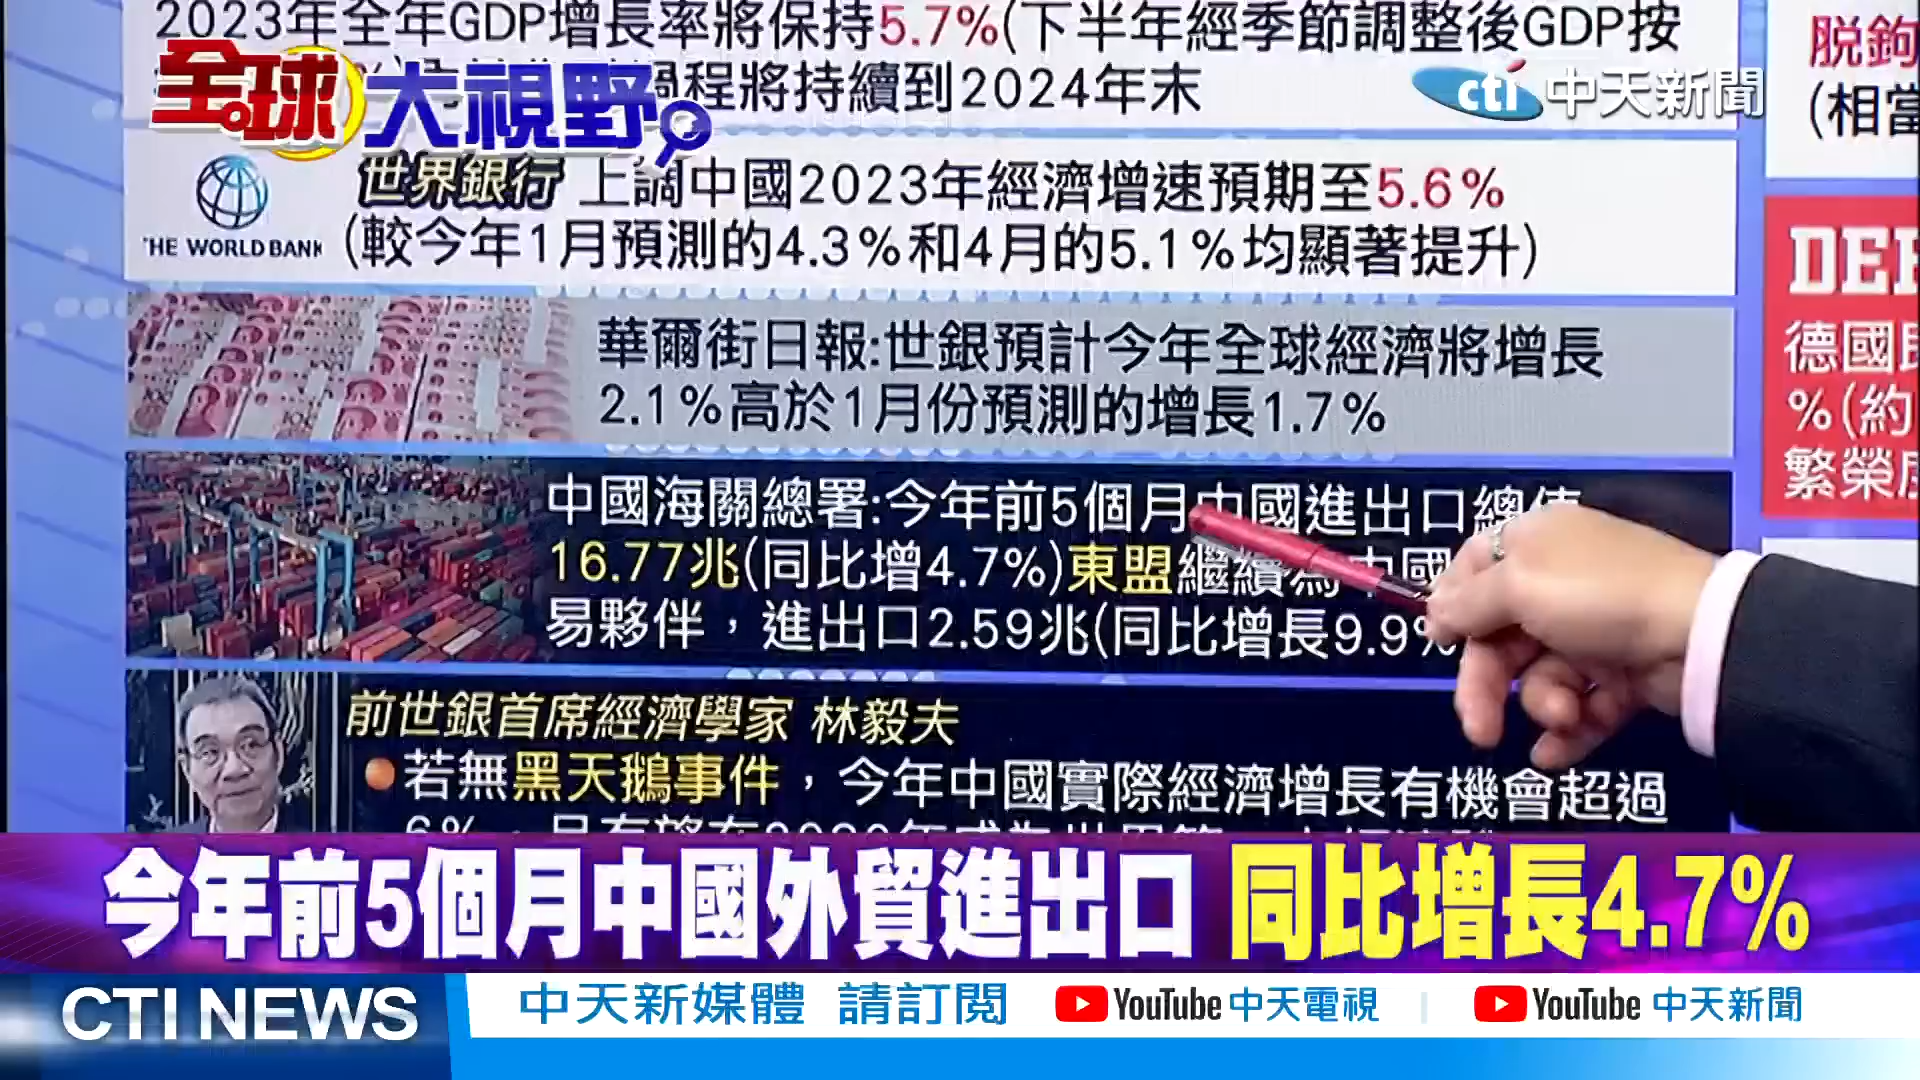 2023年全年GDP增長率將保持5.7%(下半年經季節調整後GDP按
過程將持續到2024年末
全球大視野
cti 中天新聞
脫鉤
(相當
THE WORLD BANK
世界銀行 上調中國2023年經濟增速預期至5.6%
(較今年1月預測的4.3%和4月的5.1%均顯著提升)
華爾街日報:世銀預計今年全球經濟將增長
2.1%高於1月份預測的增長1.7%
德國
%(約
繁榮
中國海關總署:今年前5個月中國進出口總值
16.77兆(同比增4.7%)東盟繼續為中國
易夥伴，進出口2.59兆(同比增長9.9%
前世銀首席經濟學家 林毅夫
若無黑天鵝事件，今年中國實際經濟增長有機會超過
今年前5個月中國外貿進出口 同比增長4.7%
CTI NEWS
中天新媒體 請訂閱 YouTube 中天電視 | YouTube 中天新聞